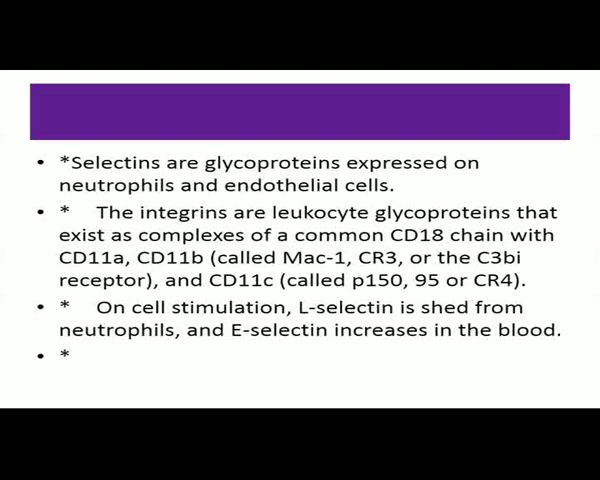 • *Selectins are glycoproteins expressed on
neutrophils and endothelial cells.
• * The integrins are leukocyte glycoproteins that
exist as complexes of a common CD18 chain with
CD11a, CD11b (called Mac-1, CR3, or the C3bi
receptor), and CD11c (called p150, 95 or CR4).
• * On cell stimulation, L-selectin is shed from
neutrophils, and E-selectin increases in the blood.
• *